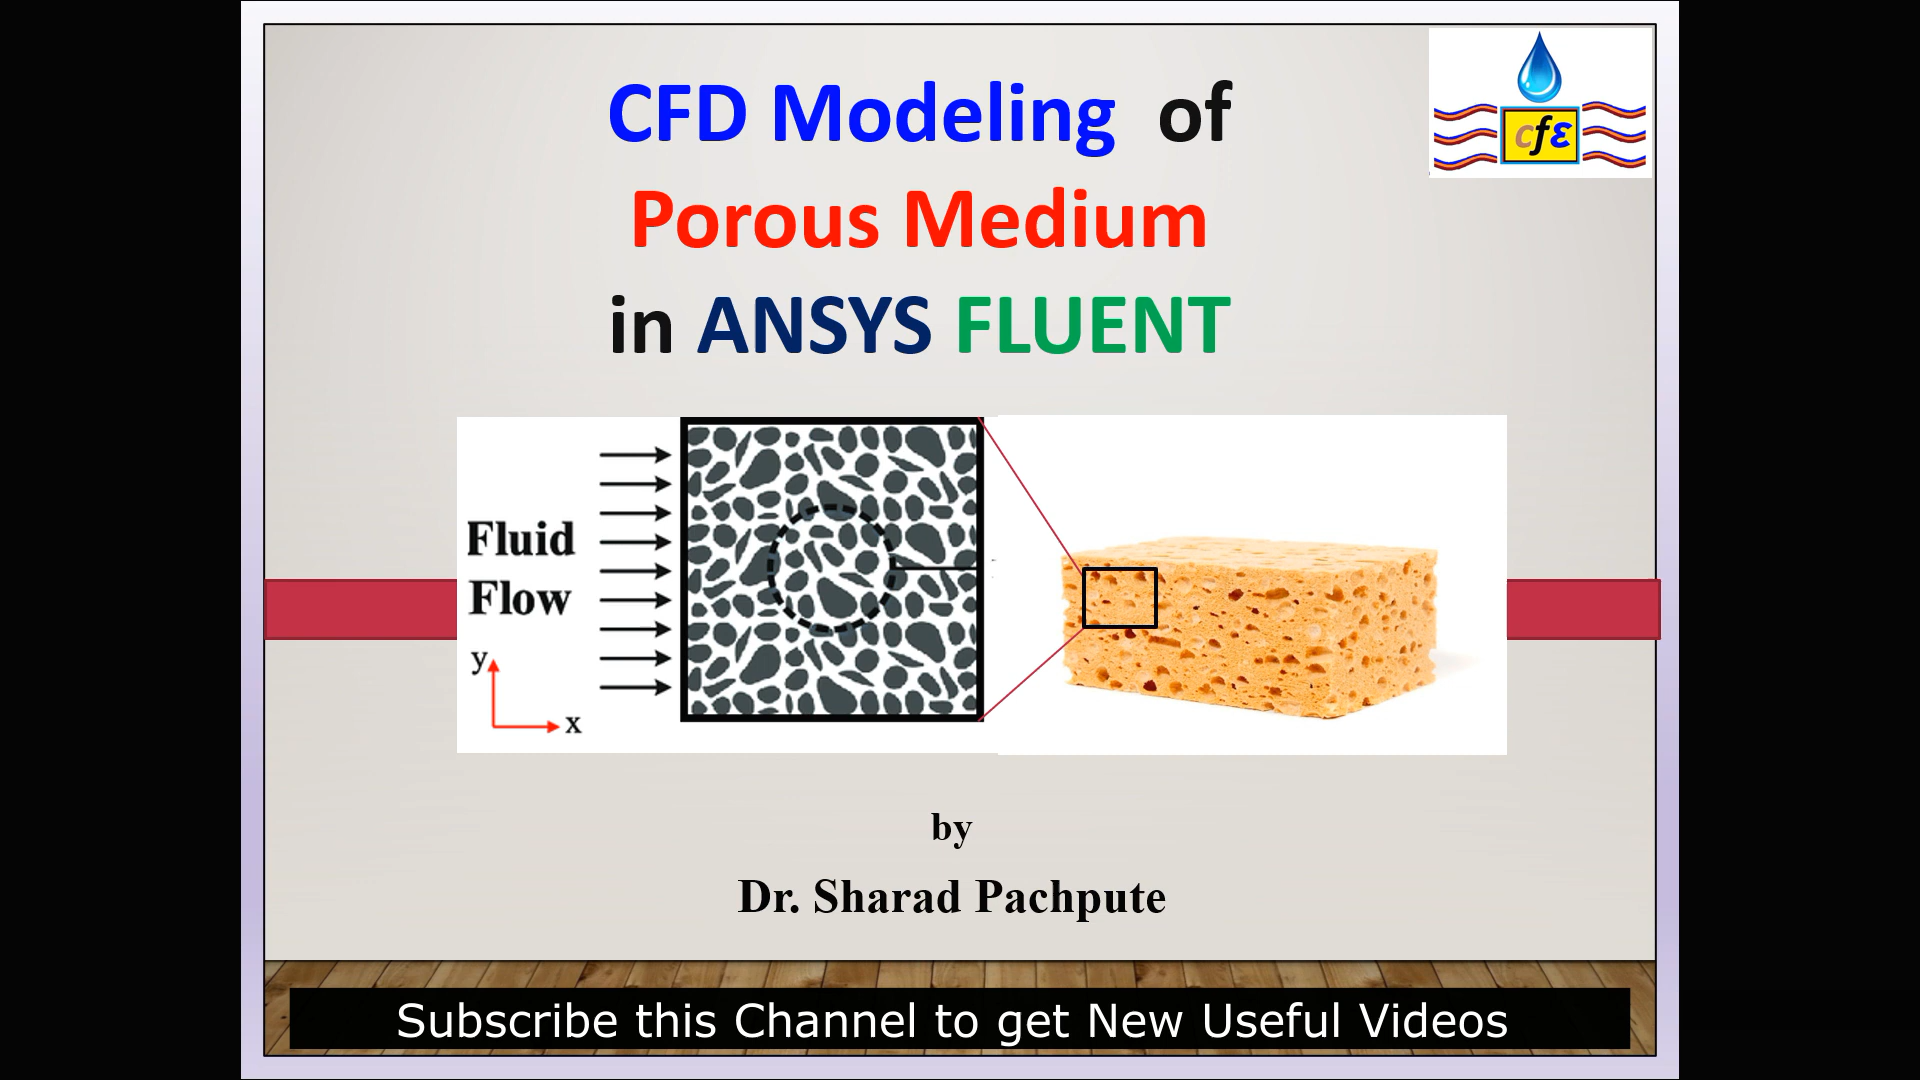 CFD Modeling of
cfε
Porous Medium
in ANSYS FLUENT
Fluid
Flow
y
x
by
Dr. Sharad Pachpute
Subscribe this Channel to get New Useful Videos